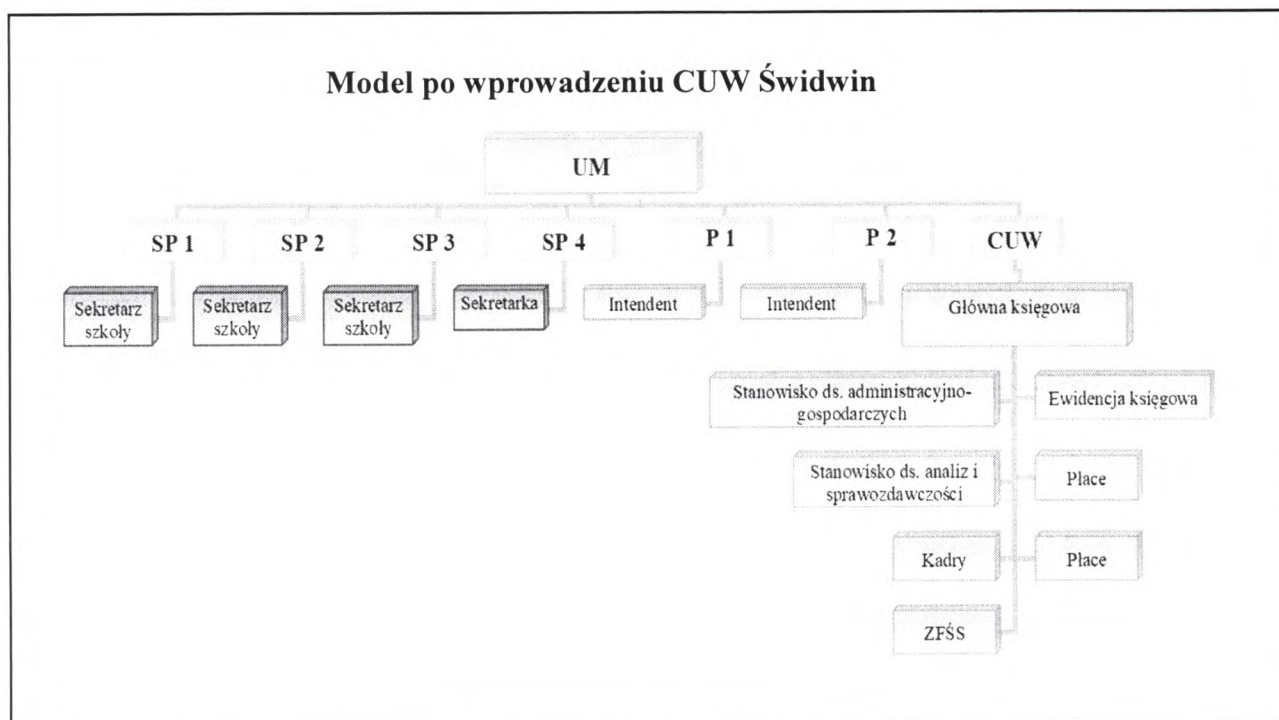 Model po wprowadzeniu CUW Świdwin
UM
SP 1
SP 2
SP 3
SP 4
P 1
P 2
CUW
Sekretarz
szkoły
Sekretarz
szkoły
Sekretarz
szkoły
Sekretarka
Intendent
Intendent
Główna księgowa
Stanowisko ds. administracyjno-
gospodarczych
Ewidencja księgowa
Stanowisko ds. analiz i
sprawozdawczości
Płace
Kadry
Płace
ZFŚS